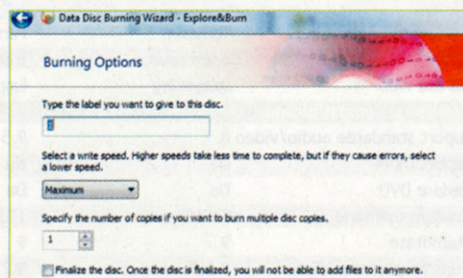 Data Disc Burning Wizard - Explore&Burn
Burning Options
Type the label you want to give to this disc.
Select a write speed. Higher speeds take less time to complete, but if they cause errors, select
a lower speed.
Maximum
Specify the number of copies if you want to burn multiple disc copies.
1
Finalize the disc. Once the disc is finalized, you will not be able to add files to it anymore.